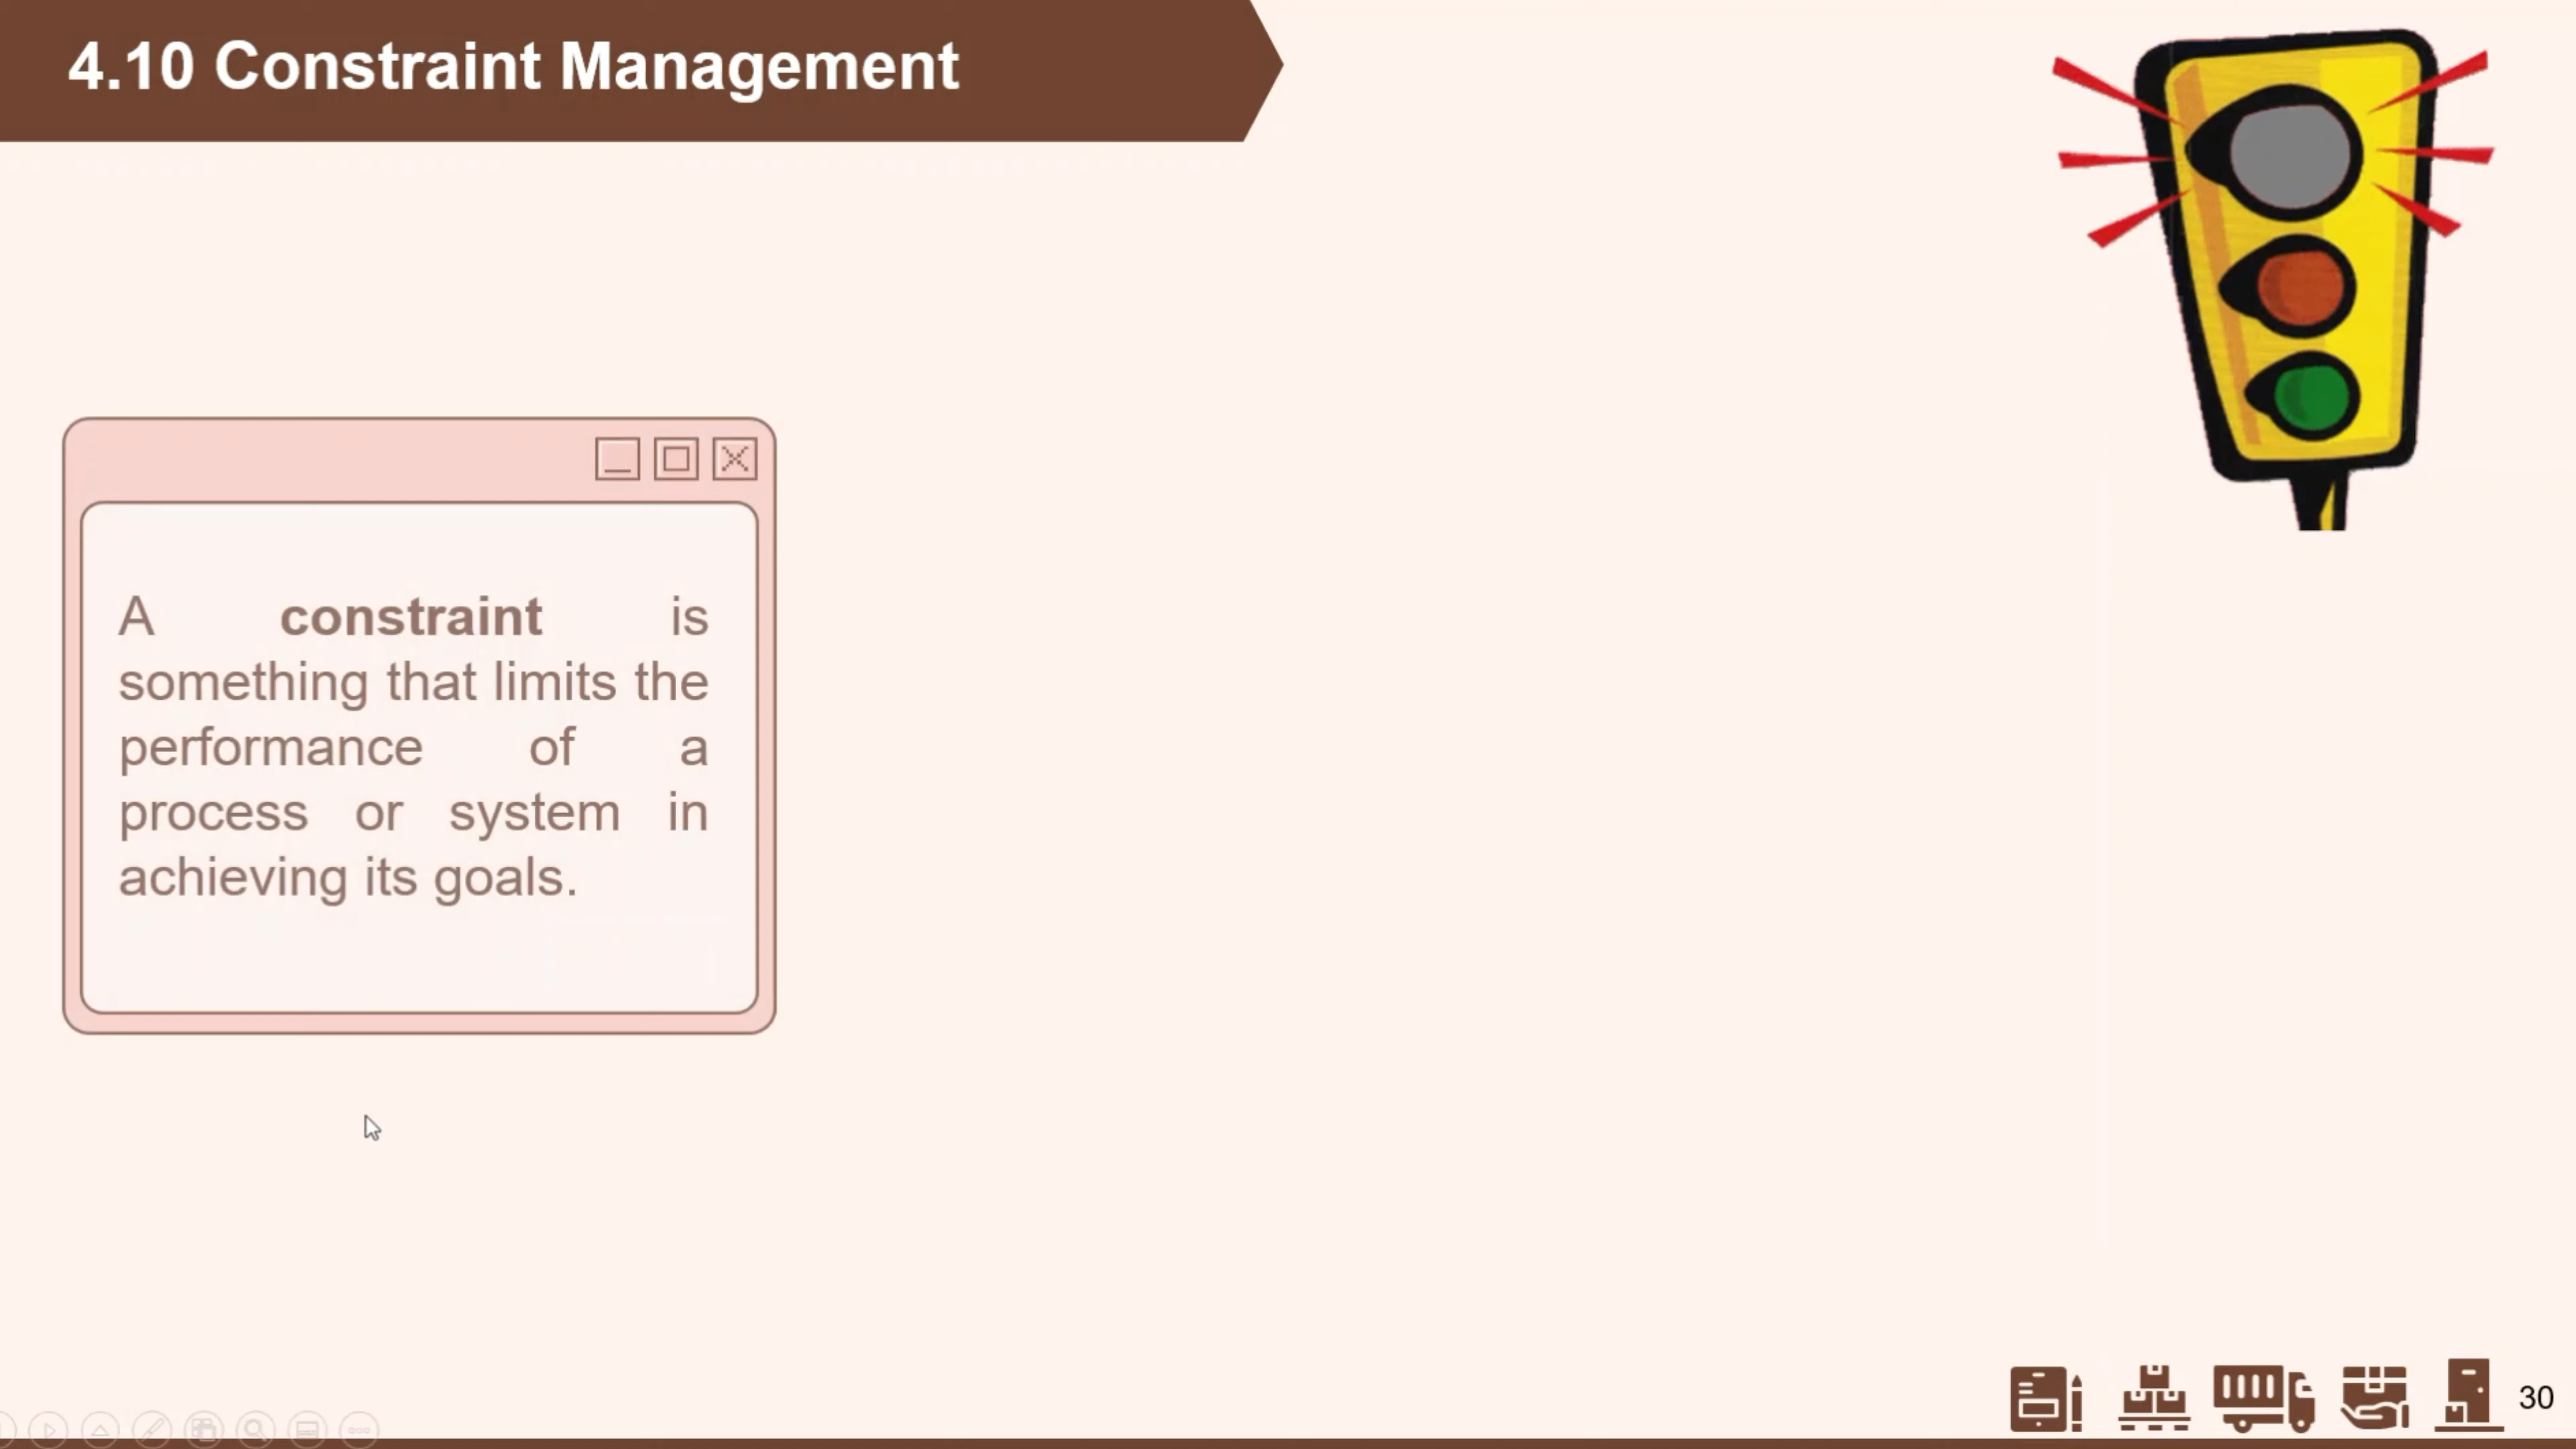 4.10 Constraint Management
A constraint is
something that limits the
performance of a
process or system in
achieving its goals.
30